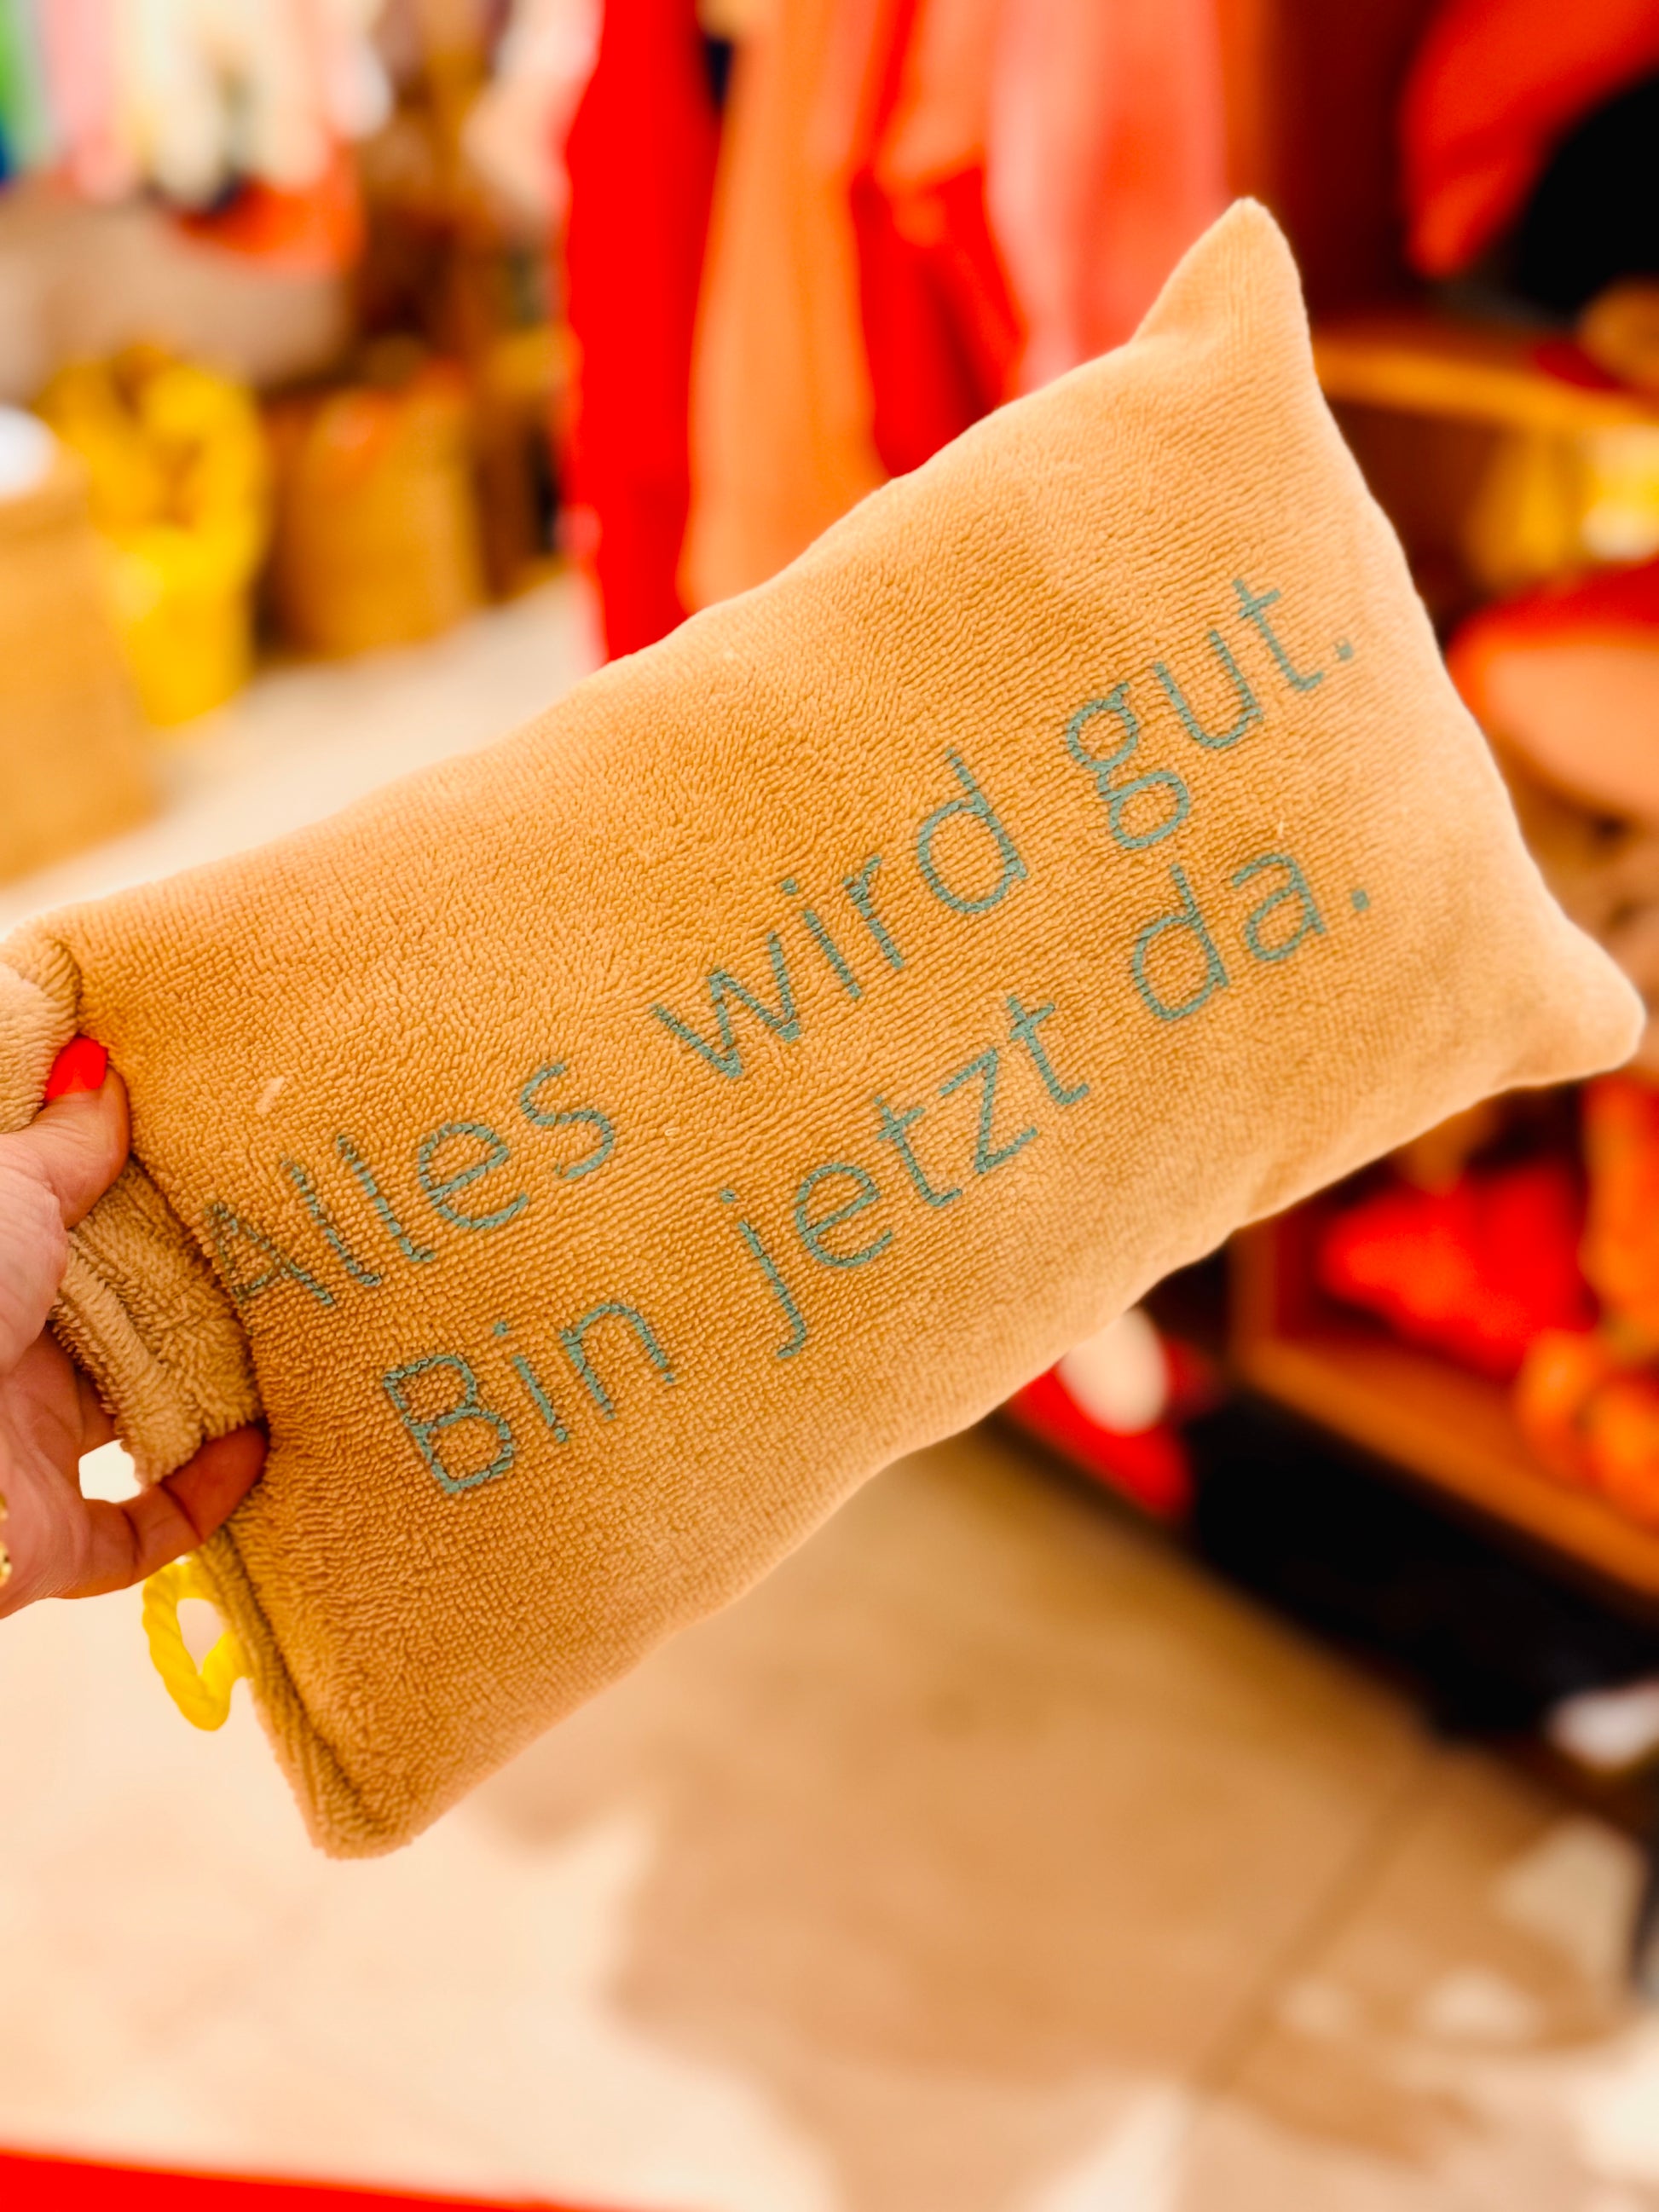 Alles wird gut.
Bin jetzt da.